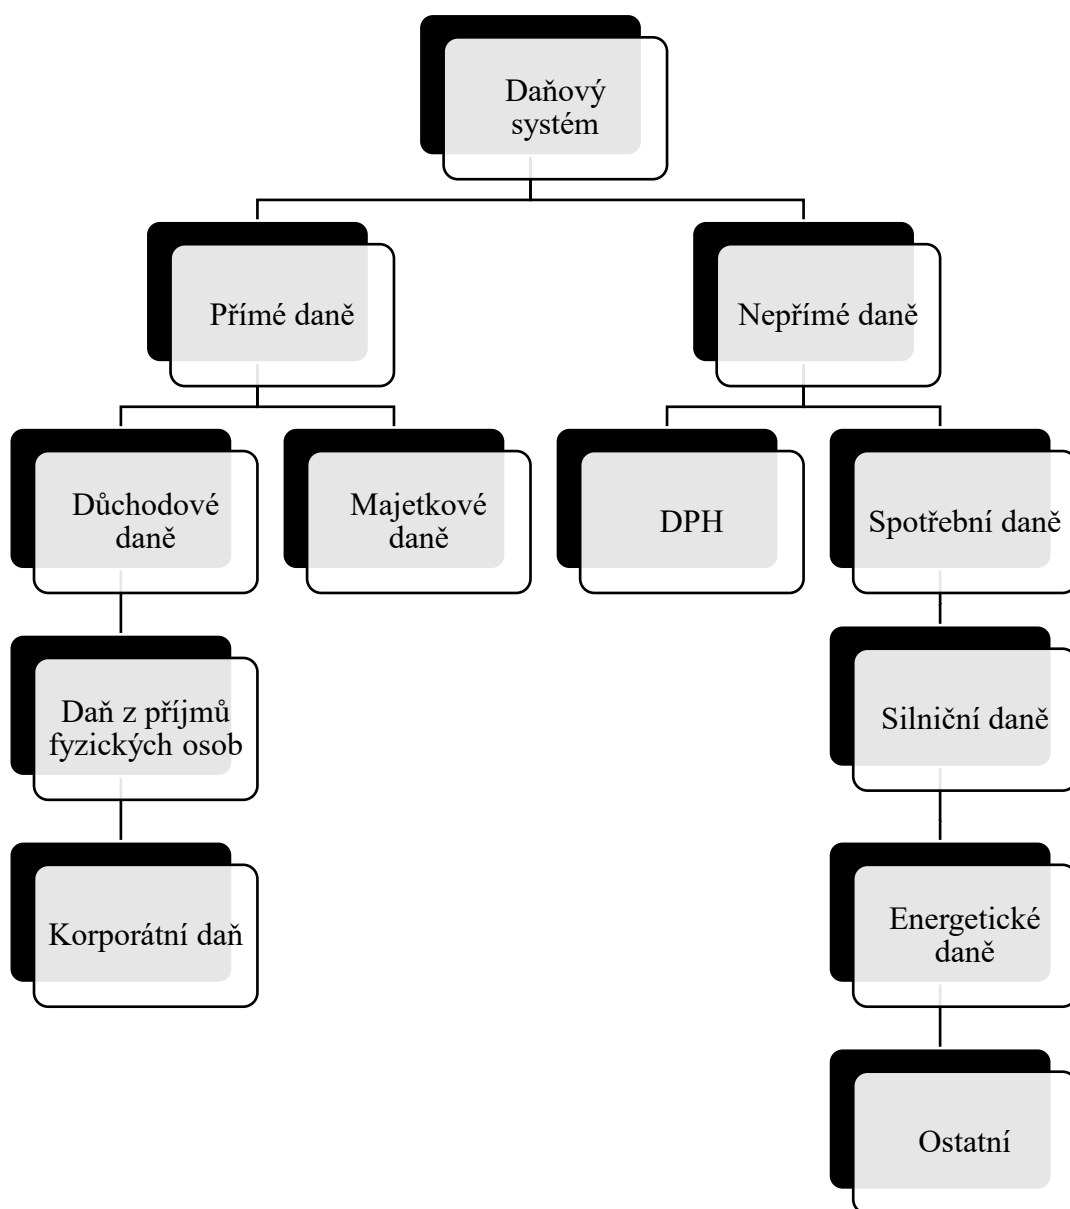 Daňový
systém
Přímé daně
Nepřímé daně
Důchodové
daně
Majetkové
daně
DPH
Spotřební daně
Daň z příjmů
fyzických osob
Silniční daně
Korporátní daň
Energetické
daně
Ostatní